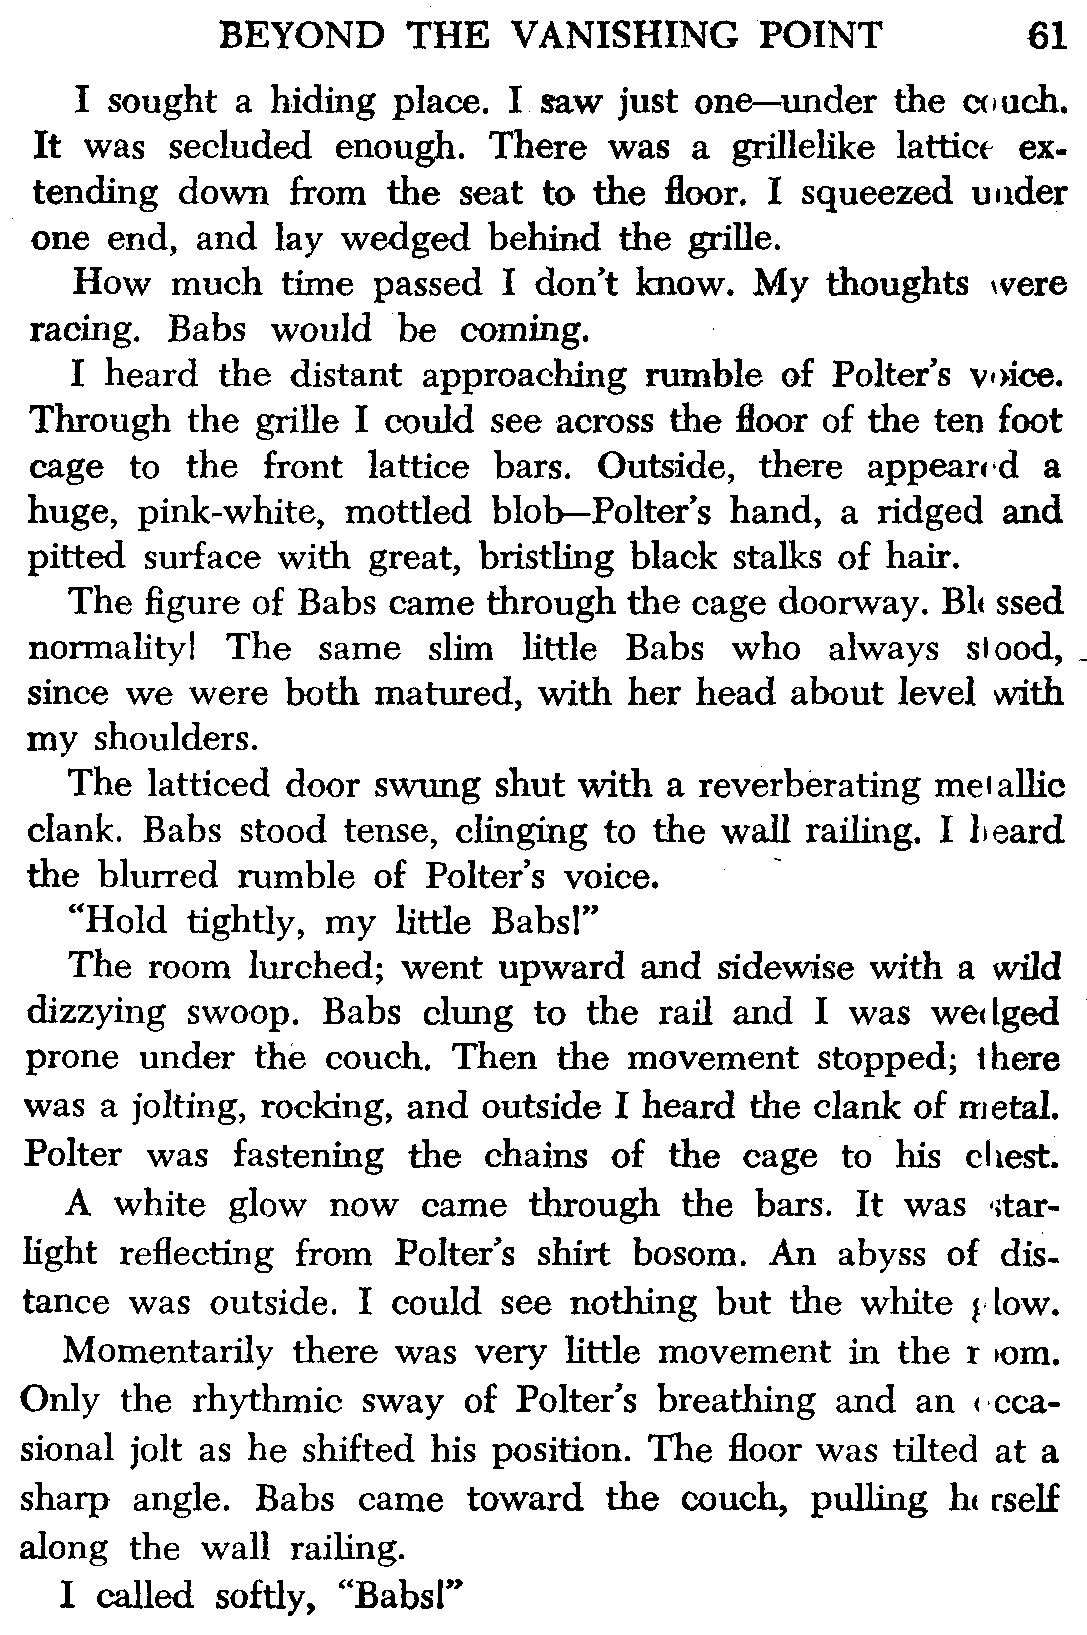 BEYOND THE VANISHING POINT 61
I sought a hiding place. I saw just one—under the couch.
It was secluded enough. There was a grillelike lattice ex-
tending down from the seat to the floor. I squeezed under
one end, and lay wedged behind the grille.
How much time passed I don't know. My thoughts were
racing. Babs would be coming.
I heard the distant approaching rumble of Polter's voice.
Through the grille I could see across the floor of the ten foot
cage to the front lattice bars. Outside, there appeared a
huge, pink-white, mottled blob—Polter's hand, a ridged and
pitted surface with great, bristling black stalks of hair.
The figure of Babs came through the cage doorway. Blessed
normality! The same slim little Babs who always stood,
since we were both matured, with her head about level with
my shoulders.
The latticed door swung shut with a reverberating metallic
clank. Babs stood tense, clinging to the wall railing. I heard
the blurred rumble of Polter's voice.
"Hold tightly, my little Babs!"
The room lurched; went upward and sidewise with a wild
dizzying swoop. Babs clung to the rail and I was wedged
prone under the couch. Then the movement stopped; there
was a jolting, rocking, and outside I heard the clank of metal.
Polter was fastening the chains of the cage to his chest.
A white glow now came through the bars. It was star-
light reflecting from Polter's shirt bosom. An abyss of dis-
tance was outside. I could see nothing but the white glow.
Momentarily there was very little movement in the room.
Only the rhythmic sway of Polter's breathing and an occa-
sional jolt as he shifted his position. The floor was tilted at a
sharp angle. Babs came toward the couch, pulling herself
along the wall railing.
I called softly, "Babs!"